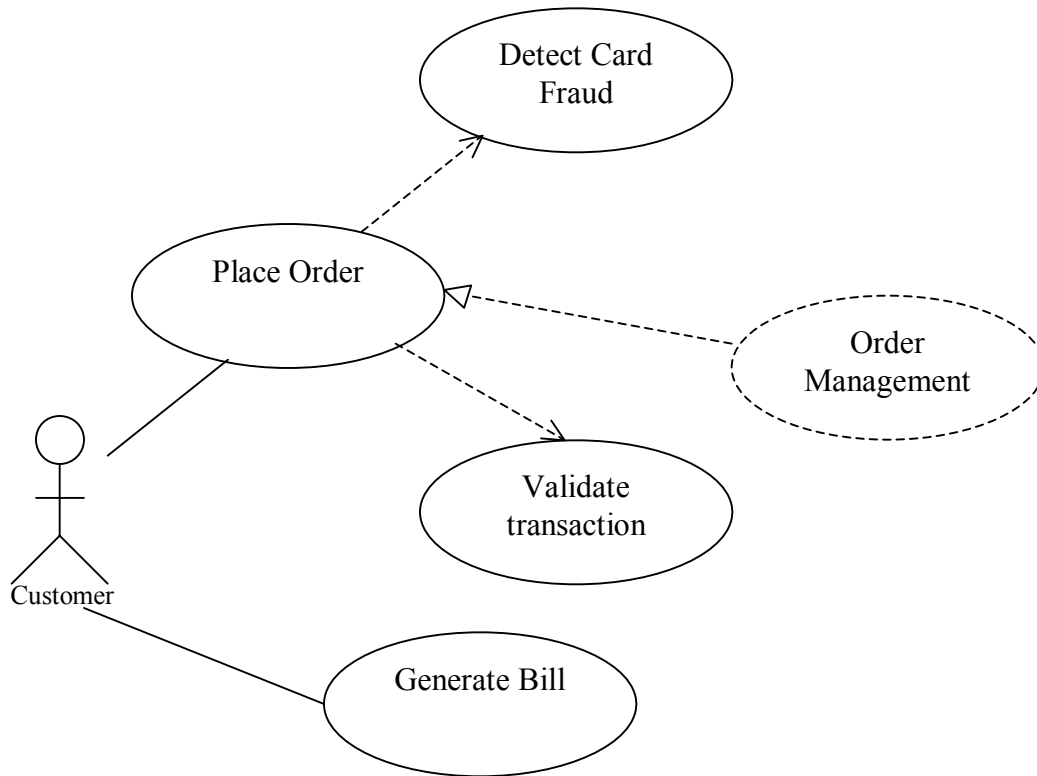 Detect Card
Fraud
Place Order
Order
Management
Validate
transaction
Customer
Generate Bill